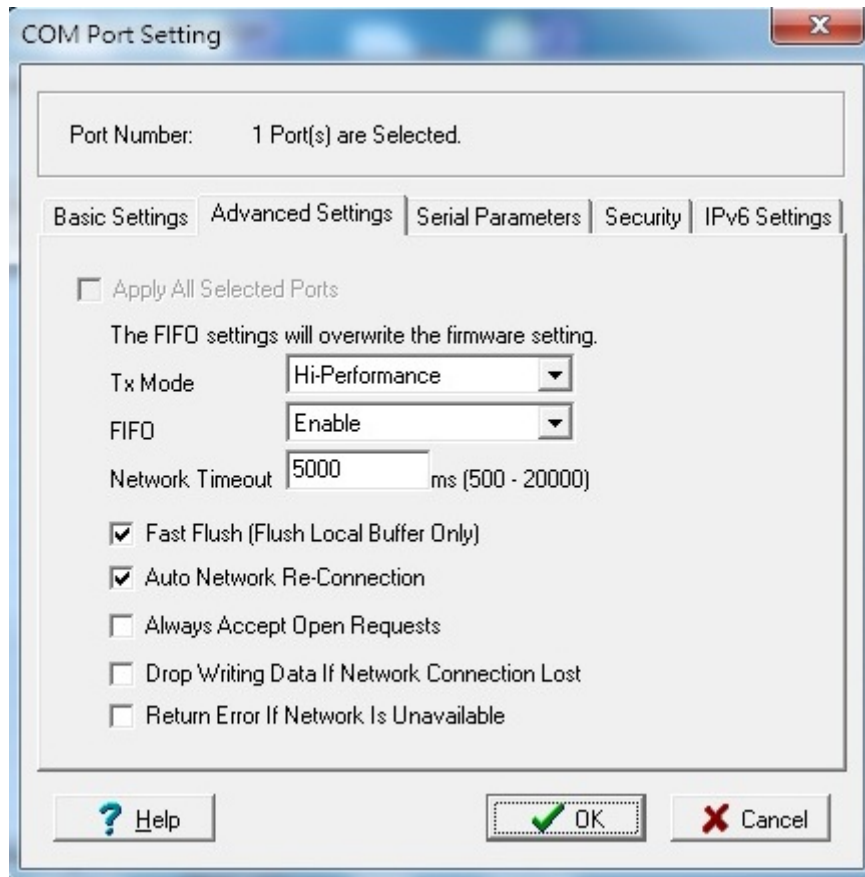 COM Port Setting
Port Number: 1 Port(s) are Selected.
Basic Settings Advanced Settings Serial Parameters Security IPv6 Settings
Apply All Selected Ports
The FIFO settings will overwrite the firmware setting.
Tx Mode Hi-Performance
FIFO Enable
Network Timeout 5000 ms (500 - 20000)
Fast Flush (Flush Local Buffer Only)
Auto Network Re-Connection
Always Accept Open Requests
Drop Writing Data If Network Connection Lost
Return Error If Network Is Unavailable
Help OK Cancel